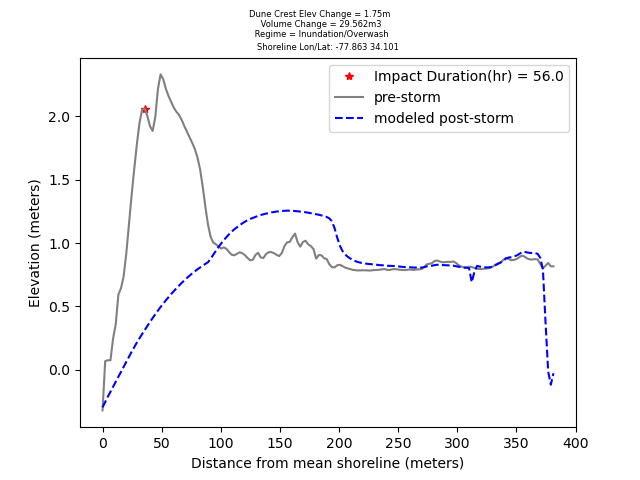 Dune Crest Elev Change = 1.75m
Volume Change = 29.562m3
Regime = Inundation/Overwash
Shoreline Lon/Lat: -77.863 34.101
Impact Duration(hr) = 56.0
pre-storm
modeled post-storm
2.0
1.5
1.0
0.5
0.0
Elevation (meters)
0 50 100 150 200 250 300 350 400
Distance from mean shoreline (meters)